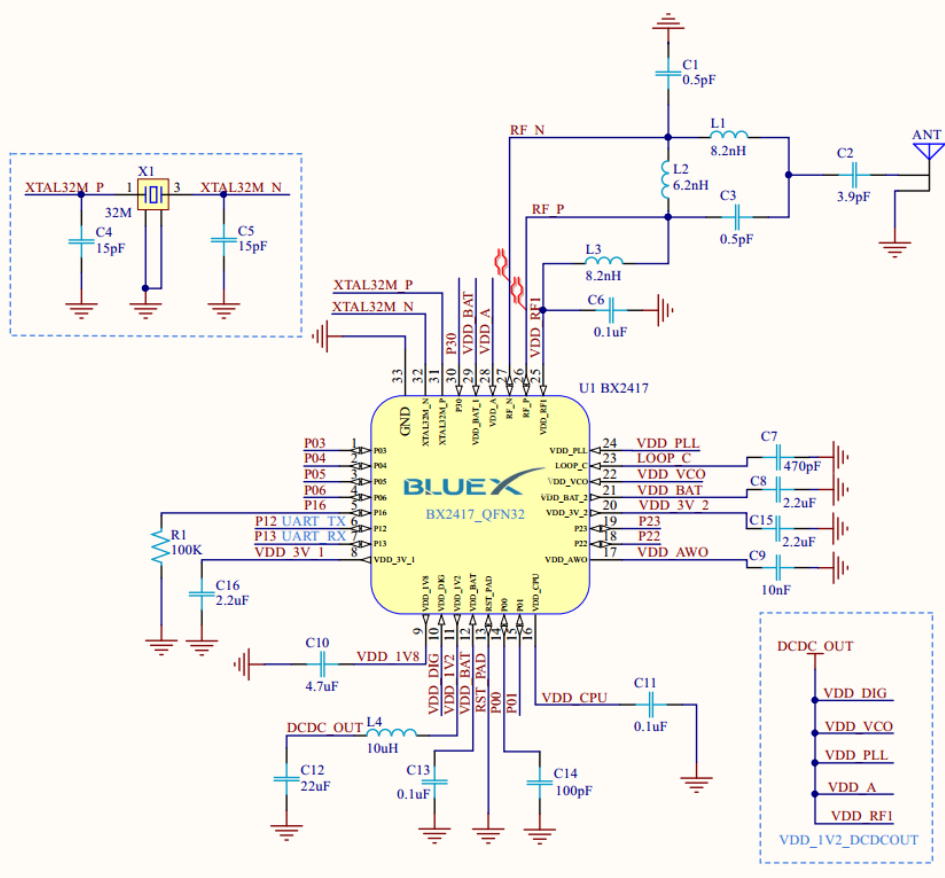 C1
0.5pF
RF_N
L1
8.2nH
ANT
L2
6.2nH
C2
3.9pF
C3
0.5pF
RF_P
L3
8.2nH
C6
0.1uF
X1
XTAL32M_P
1
3
XTAL32M_N
32M
C4
15pF
C5
15pF
XTAL32M_P
XTAL32M_N
P30
VDD_BAT
VDD_A
VDD_RF1
33
32
31
30
29
28
27
26
25
U1 BX2417
GND
XTAL32M_N
XTAL32M_P
P30
VDD_BAT_1
VDD_A
RF_N
RF_P
VDD_RF1
P03
1
P03
P04
2
P04
P05
3
P05
P06
4
P06
P16
5
P16
P12 UART_TX
6
P12
P13 UART_RX
7
P13
VDD_3V_1
8
VDD_3V_1
R1
100K
C16
2.2uF
BLUEX
BX2417_QFN32
VDD_PLL
24
VDD_PLL
LOOP_C
23
LOOP_C
VDD_VCO
22
VDD_VCO
VDD_BAT_2
21
VDD_BAT
VDD_3V_2
20
VDD_3V_2
P23
19
P23
P22
18
P22
VDD_AWO
17
VDD_AWO
C7
470pF
C8
2.2uF
C15
2.2uF
C9
10nF
VDD_1V8
VDD_DIG
VDD_1V2
VDD_BAT
RST_PAD
P00
P01
VDD_CPU
9
10
11
12
13
14
15
16
C10
4.7uF
VDD_1V8
VDD_DIG
VDD_1V2
VDD_BAT
RST_PAD
P00
P01
VDD_CPU
C11
0.1uF
DCDC_OUT
L4
10uH
C12
22uF
C13
0.1uF
C14
100pF
DCDC_OUT
VDD_DIG
VDD_VCO
VDD_PLL
VDD_A
VDD_RF1
VDD_1V2_DCDCOUT